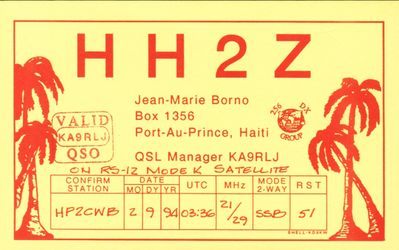 HH2Z
Jean-Marie Borno
Box 1356
Port-Au-Prince, Haiti
256 DX GROUP
VALID
KA9RLJ
QSO
QSL Manager KA9RLJ
ON RS-12 MODE K SATELLITE
CONFIRM STATION DATE MO DY YR UTC MHz MODE 2-WAY RST
HP2CWB 2 9 94 03:36 21/29 SSB 51